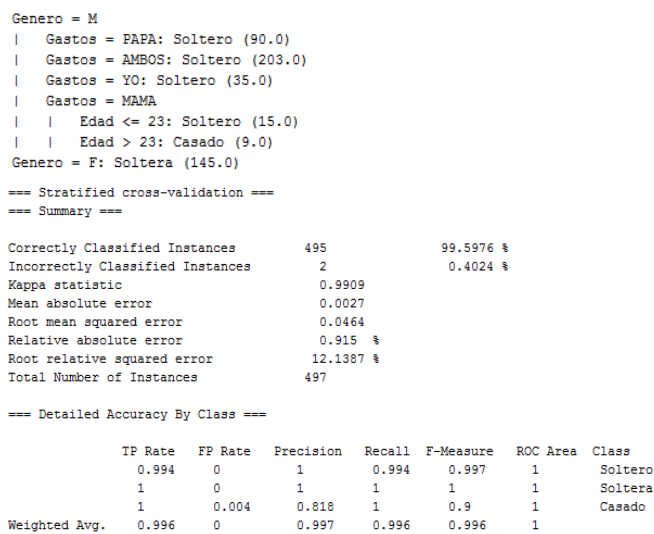 Genero = M
|   Gastos = PAPA: Soltero (90.0)
|   Gastos = AMBOS: Soltero (203.0)
|   Gastos = YO: Soltero (35.0)
|   Gastos = MAMA
|   |   Edad <= 23: Soltero (15.0)
|   |   Edad > 23: Casado (9.0)
Genero = F: Soltera (145.0)
=== Stratified cross-validation ===
=== Summary ===
Correctly Classified Instances 495 99.5976 %
Incorrectly Classified Instances 2 0.4024 %
Kappa statistic 0.9909
Mean absolute error 0.0027
Root mean squared error 0.0464
Relative absolute error 0.915 %
Root relative squared error 12.1387 %
Total Number of Instances 497
=== Detailed Accuracy By Class ===
TP Rate FP Rate Precision Recall F-Measure ROC Area Class
0.994 0 1 0.994 0.997 1 Soltero
1 0 1 1 1 1 Soltera
1 0.004 0.818 1 0.9 1 Casado
Weighted Avg. 0.996 0 0.997 0.996 0.996 1